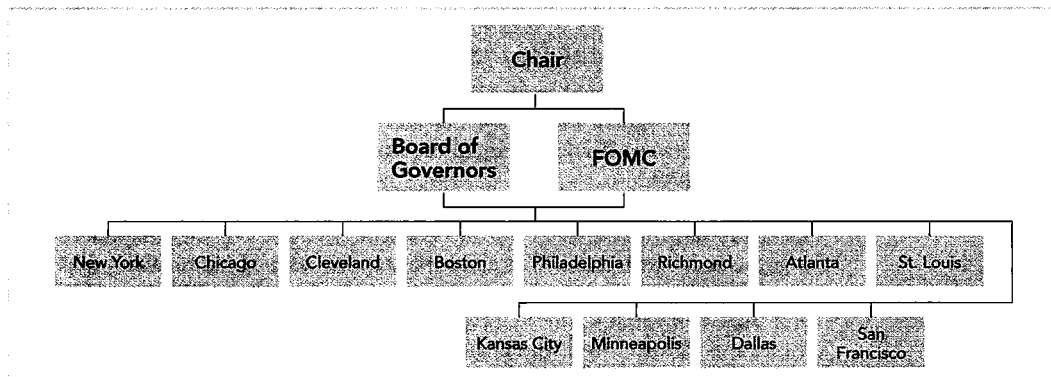 Chair
Board of
Governors
FOMC
New York
Chicago
Cleveland
Boston
Philadelphia
Richmond
Atlanta
St. Louis
Kansas City
Minneapolis
Dallas
San
Francisco